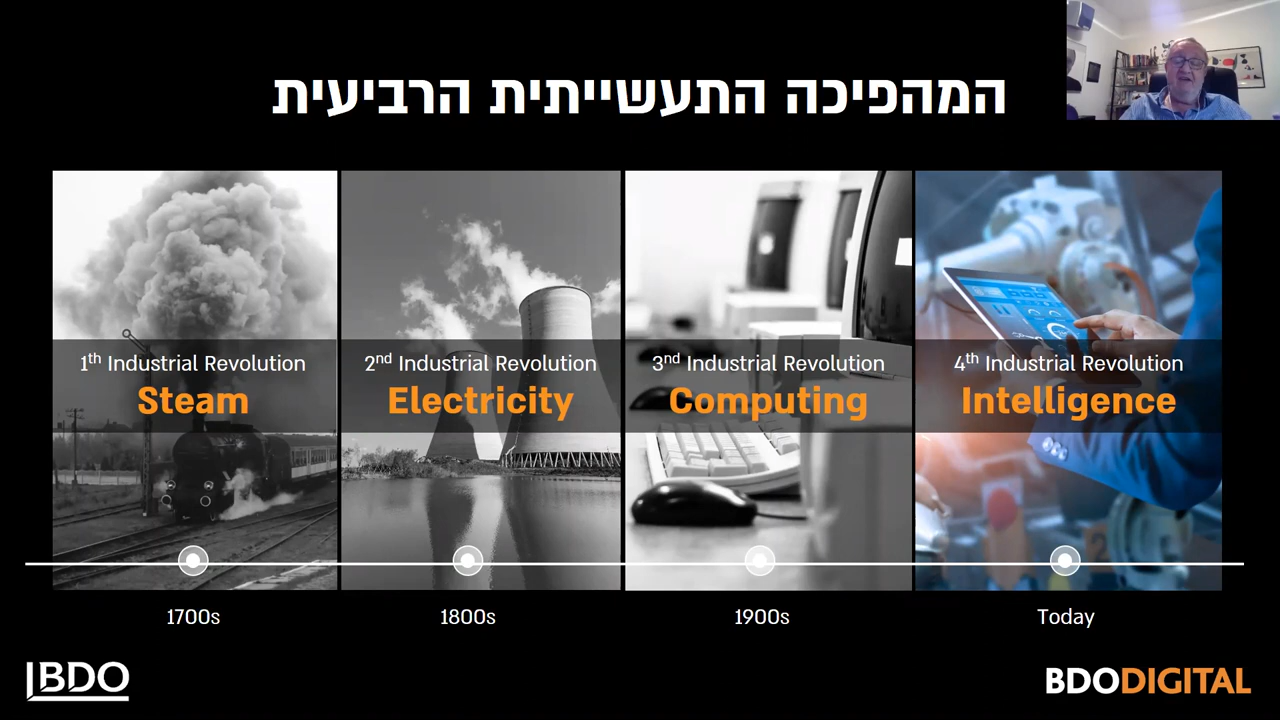 המהפיכה התעשייתית הרביעית
1th Industrial Revolution
Steam
2nd Industrial Revolution
Electricity
3nd Industrial Revolution
Computing
4th Industrial Revolution
Intelligence
1700s
1800s
1900s
Today
BDO
BDODIGITAL